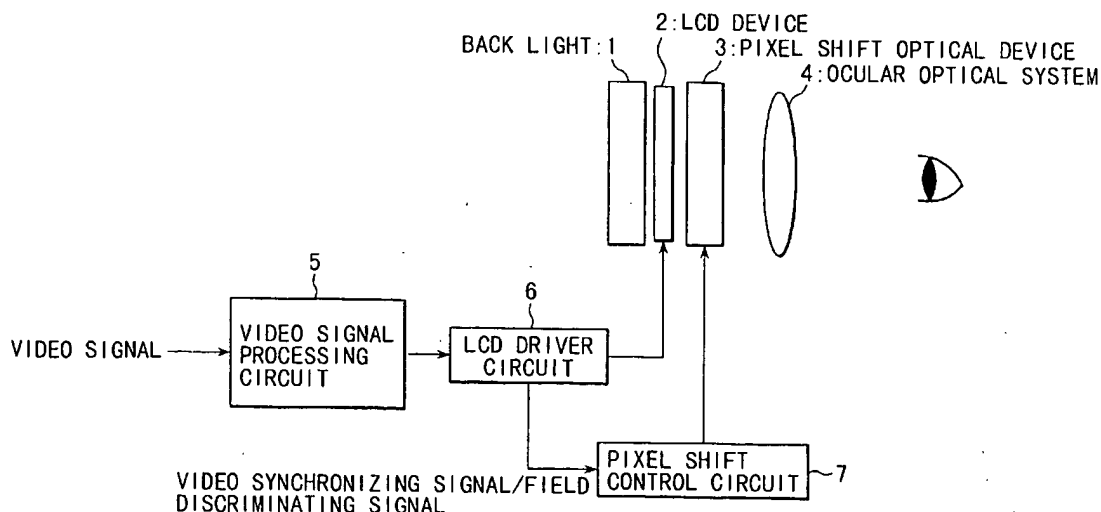 2:LCD DEVICE
BACK LIGHT:1
3:PIXEL SHIFT OPTICAL DEVICE
4:OCULAR OPTICAL SYSTEM
5
6
VIDEO SIGNAL
VIDEO SIGNAL
PROCESSING
CIRCUIT
LCD DRIVER
CIRCUIT
PIXEL SHIFT
CONTROL CIRCUIT
7
VIDEO SYNCHRONIZING SIGNAL/FIELD
DISCRIMINATING SIGNAL